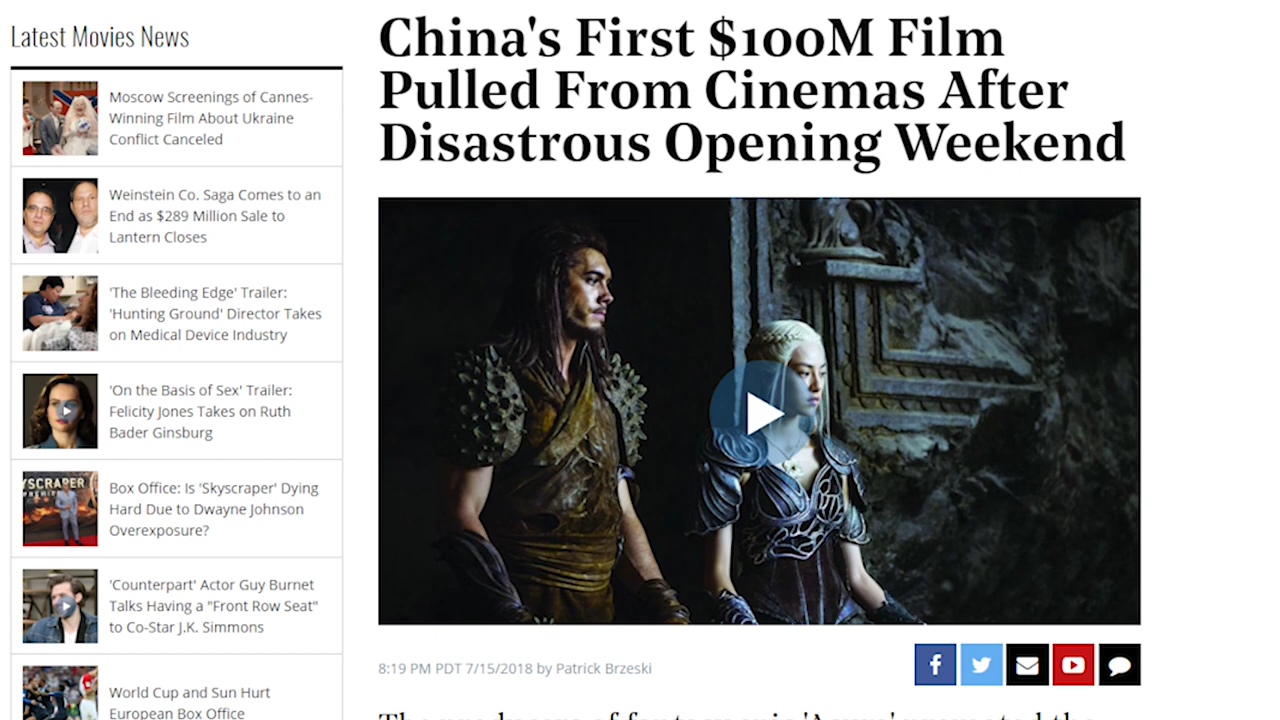 Latest Movies News
Moscow Screenings of Cannes-
Winning Film About Ukraine
Conflict Canceled
Weinstein Co. Saga Comes to an
End as $289 Million Sale to
Lantern Closes
'The Bleeding Edge' Trailer:
'Hunting Ground' Director Takes
on Medical Device Industry
'On the Basis of Sex' Trailer:
Felicity Jones Takes on Ruth
Bader Ginsburg
YSCRAPER
Box Office: Is 'Skyscraper' Dying
Hard Due to Dwayne Johnson
Overexposure?
'Counterpart' Actor Guy Burnet
Talks Having a "Front Row Seat"
to Co-Star J.K. Simmons
World Cup and Sun Hurt
European Box Office
China's First $100M Film
Pulled From Cinemas After
Disastrous Opening Weekend
8:19 PM PDT 7/15/2018 by Patrick Brzeski